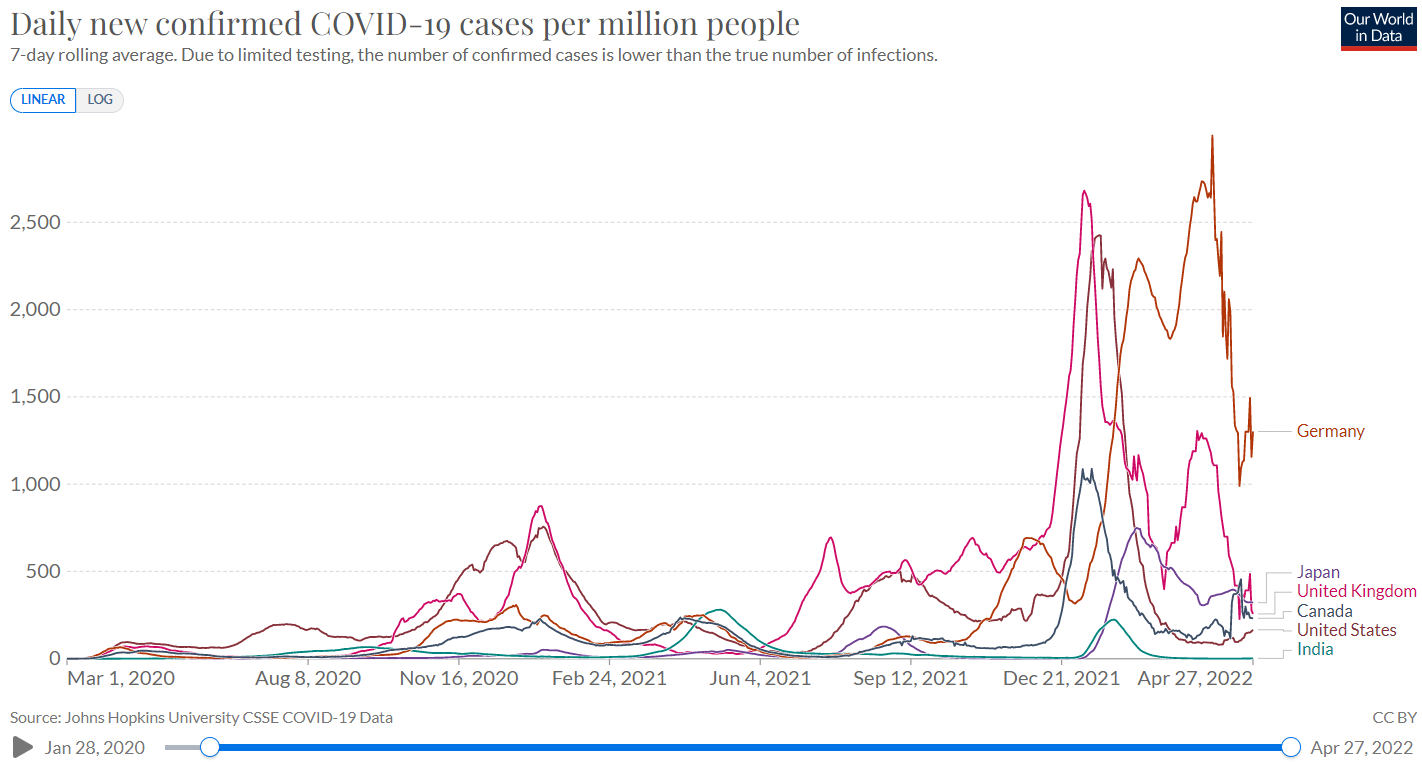 Daily new confirmed COVID-19 cases per million people
7-day rolling average. Due to limited testing, the number of confirmed cases is lower than the true number of infections.
Our World
in Data
LINEAR LOG
2,500
2,000
1,500
1,000
500
0
Germany
Japan
United Kingdom
Canada
United States
India
Mar 1, 2020 Aug 8, 2020 Nov 16, 2020 Feb 24, 2021 Jun 4, 2021 Sep 12, 2021 Dec 21, 2021 Apr 27, 2022
Source: Johns Hopkins University CSSE COVID-19 Data CC BY
Jan 28, 2020 Apr 27, 2022